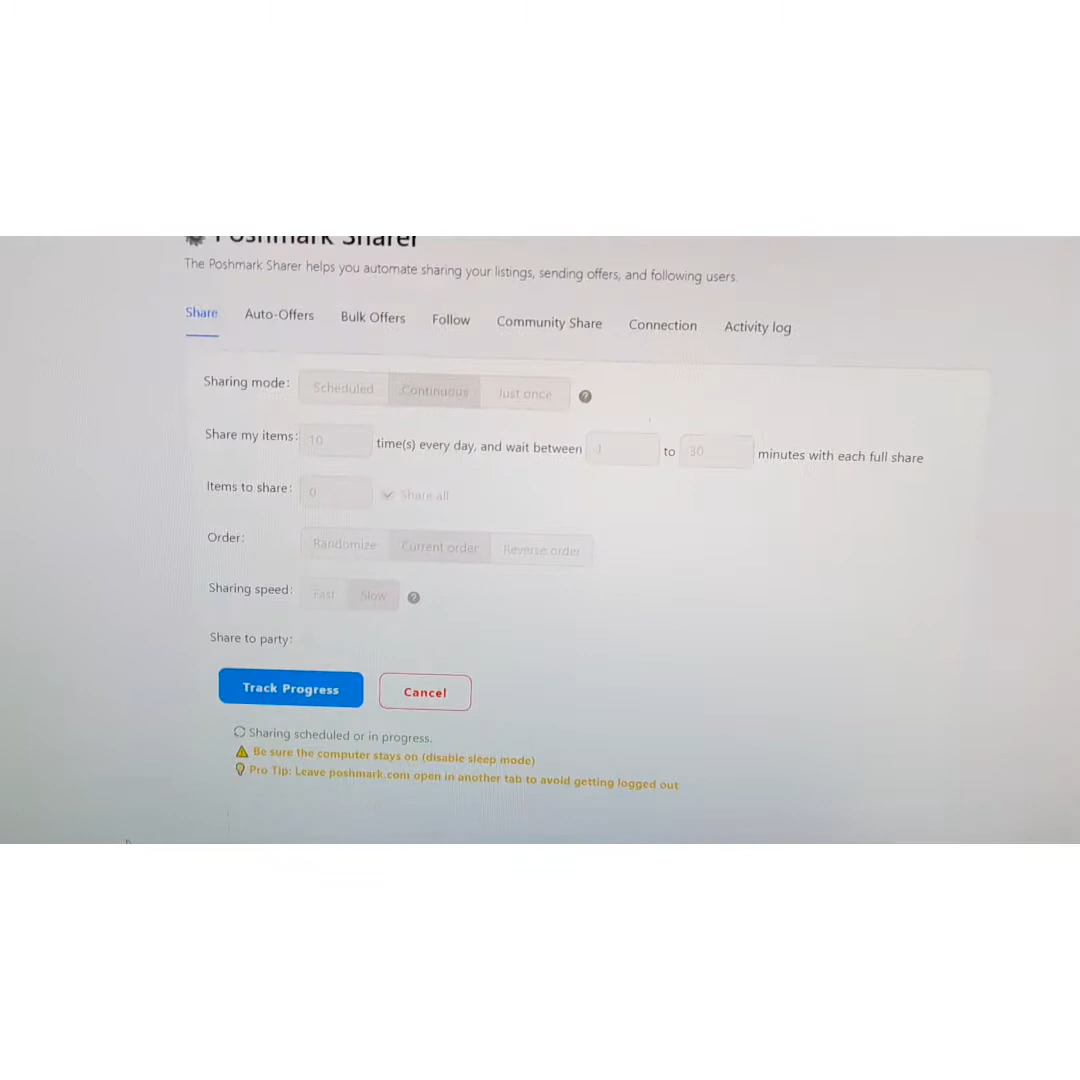 Poshmark Sharer
The Poshmark Sharer helps you automate sharing your listings, sending offers, and following users.
Share Auto-Offers Bulk Offers Follow Community Share Connection Activity log
Sharing mode: Scheduled Continuous Just once ?
Share my items: 10 time(s) every day, and wait between 1 to 30 minutes with each full share
Items to share: 0 Share all
Order: Randomize Current order Reverse order
Sharing speed: Fast Slow ?
Share to party:
Track Progress Cancel
Sharing scheduled or in progress.
Be sure the computer stays on (disable sleep mode)
Pro Tip: Leave poshmark.com open in another tab to avoid getting logged out